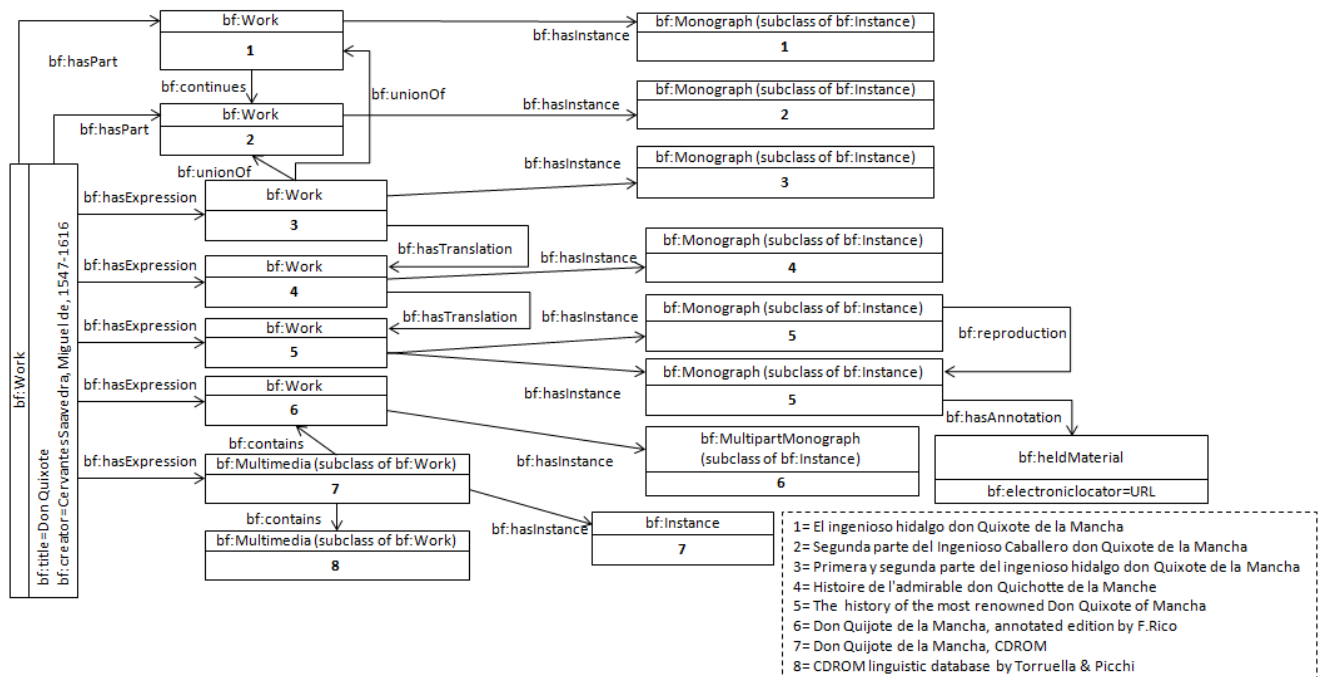 bf:Work
1
bf:Monograph (subclass of bf:Instance)
1
bf:hasInstance
bf:hasPart
bf:continues
bf:unionOf
bf:Work
2
bf:hasInstance
bf:Monograph (subclass of bf:Instance)
2
bf:hasPart
bf:unionOf
bf:hasInstance
bf:Monograph (subclass of bf:Instance)
3
bf:Work
bf:title=Don Quixote
bf:creator=Cervantes Saavedra, Miguel de, 1547-1616
bf:hasExpression
bf:Work
3
bf:hasTranslation
bf:hasExpression
bf:Work
4
bf:hasInstance
bf:Monograph (subclass of bf:Instance)
4
bf:hasTranslation
bf:hasExpression
bf:Work
5
bf:hasInstance
bf:Monograph (subclass of bf:Instance)
5
bf:reproduction
bf:hasInstance
bf:Monograph (subclass of bf:Instance)
5
bf:hasAnnotation
bf:heldMaterial
bf:electroniclocator=URL
bf:hasExpression
bf:Work
6
bf:hasInstance
bf:MultipartMonograph
(subclass of bf:Instance)
6
bf:contains
bf:hasExpression
bf:Multimedia (subclass of bf:Work)
7
bf:hasInstance
bf:Instance
7
bf:contains
bf:Multimedia (subclass of bf:Work)
8
1= El ingenioso hidalgo don Quixote de la Mancha
2= Segunda parte del Ingenioso Caballero don Quixote de la Mancha
3= Primera y segunda parte del ingenioso hidalgo don Quixote de la Mancha
4= Histoire de l'admirable don Quichotte de la Manche
5= The history of the most renowned Don Quixote of Mancha
6= Don Quijote de la Mancha, annotated edition by F.Rico
7= Don Quijote de la Mancha, CDROM
8= CDROM linguistic database by Torruella & Picchi